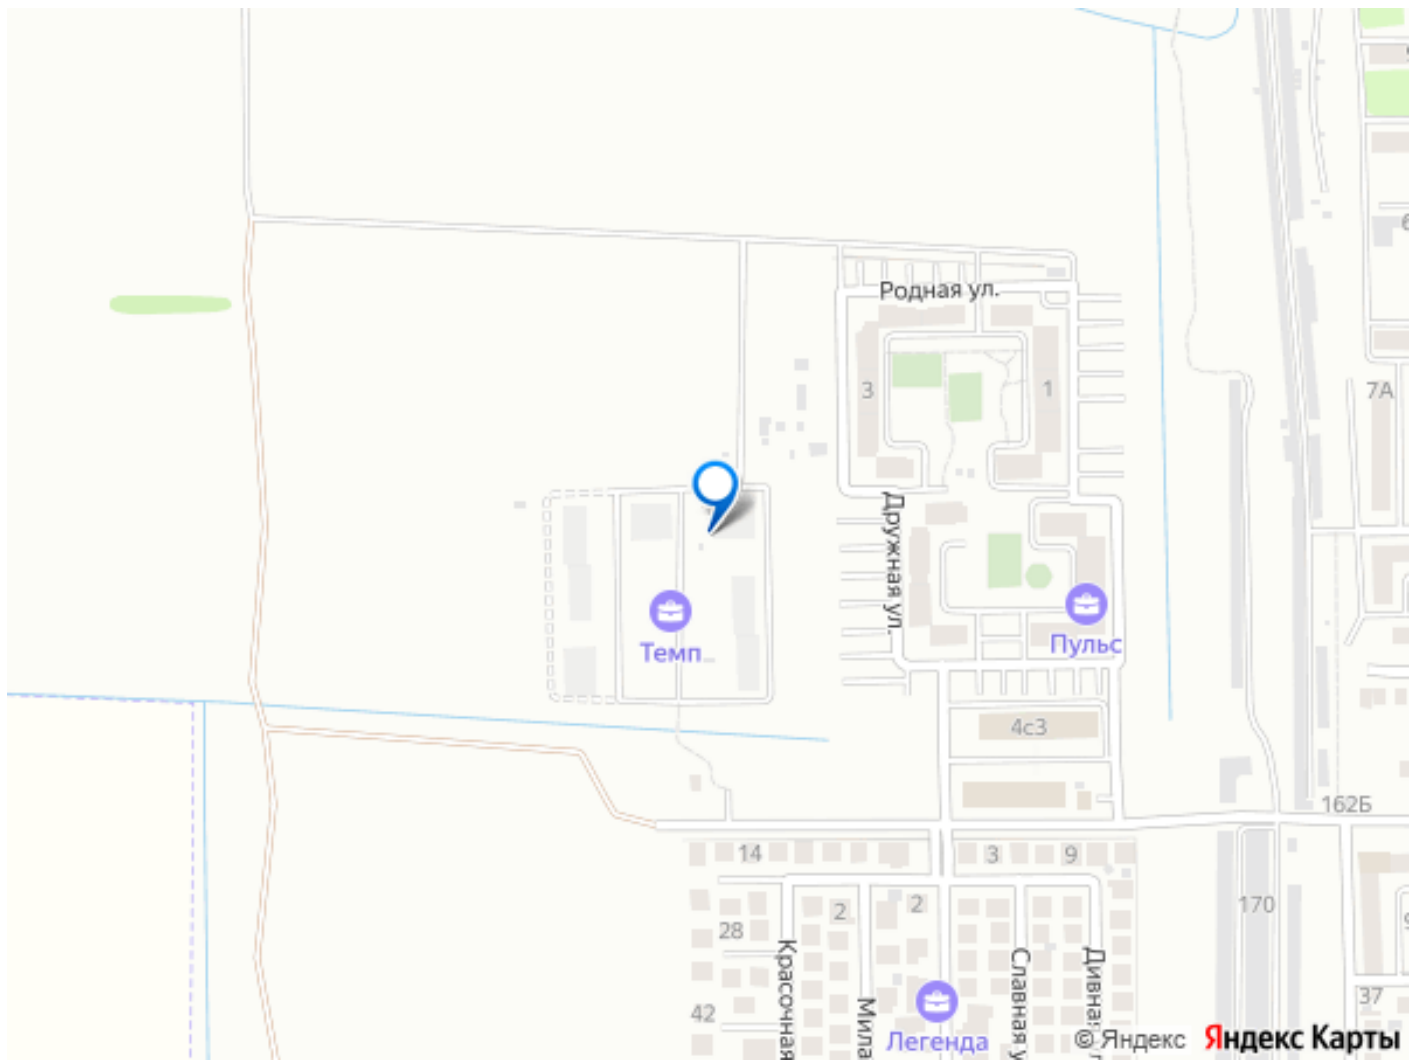 Родная ул.
3
1
7А
Дружная ул.
Темп
Пульс
4с3
162Б
14
3
9
2
2
28
170
Красочная
Славная у
Дивная
37
42
Мила
Легенда
© Яндекс
Яндекс Карты